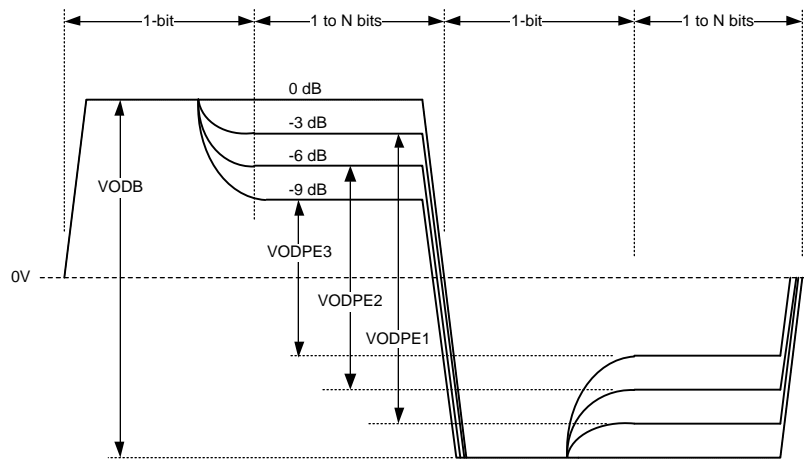 1-bit
1 to N bits
1-bit
1 to N bits
0 dB
-3 dB
-6 dB
-9 dB
VODB
VODPE3
0V
VODPE2
VODPE1